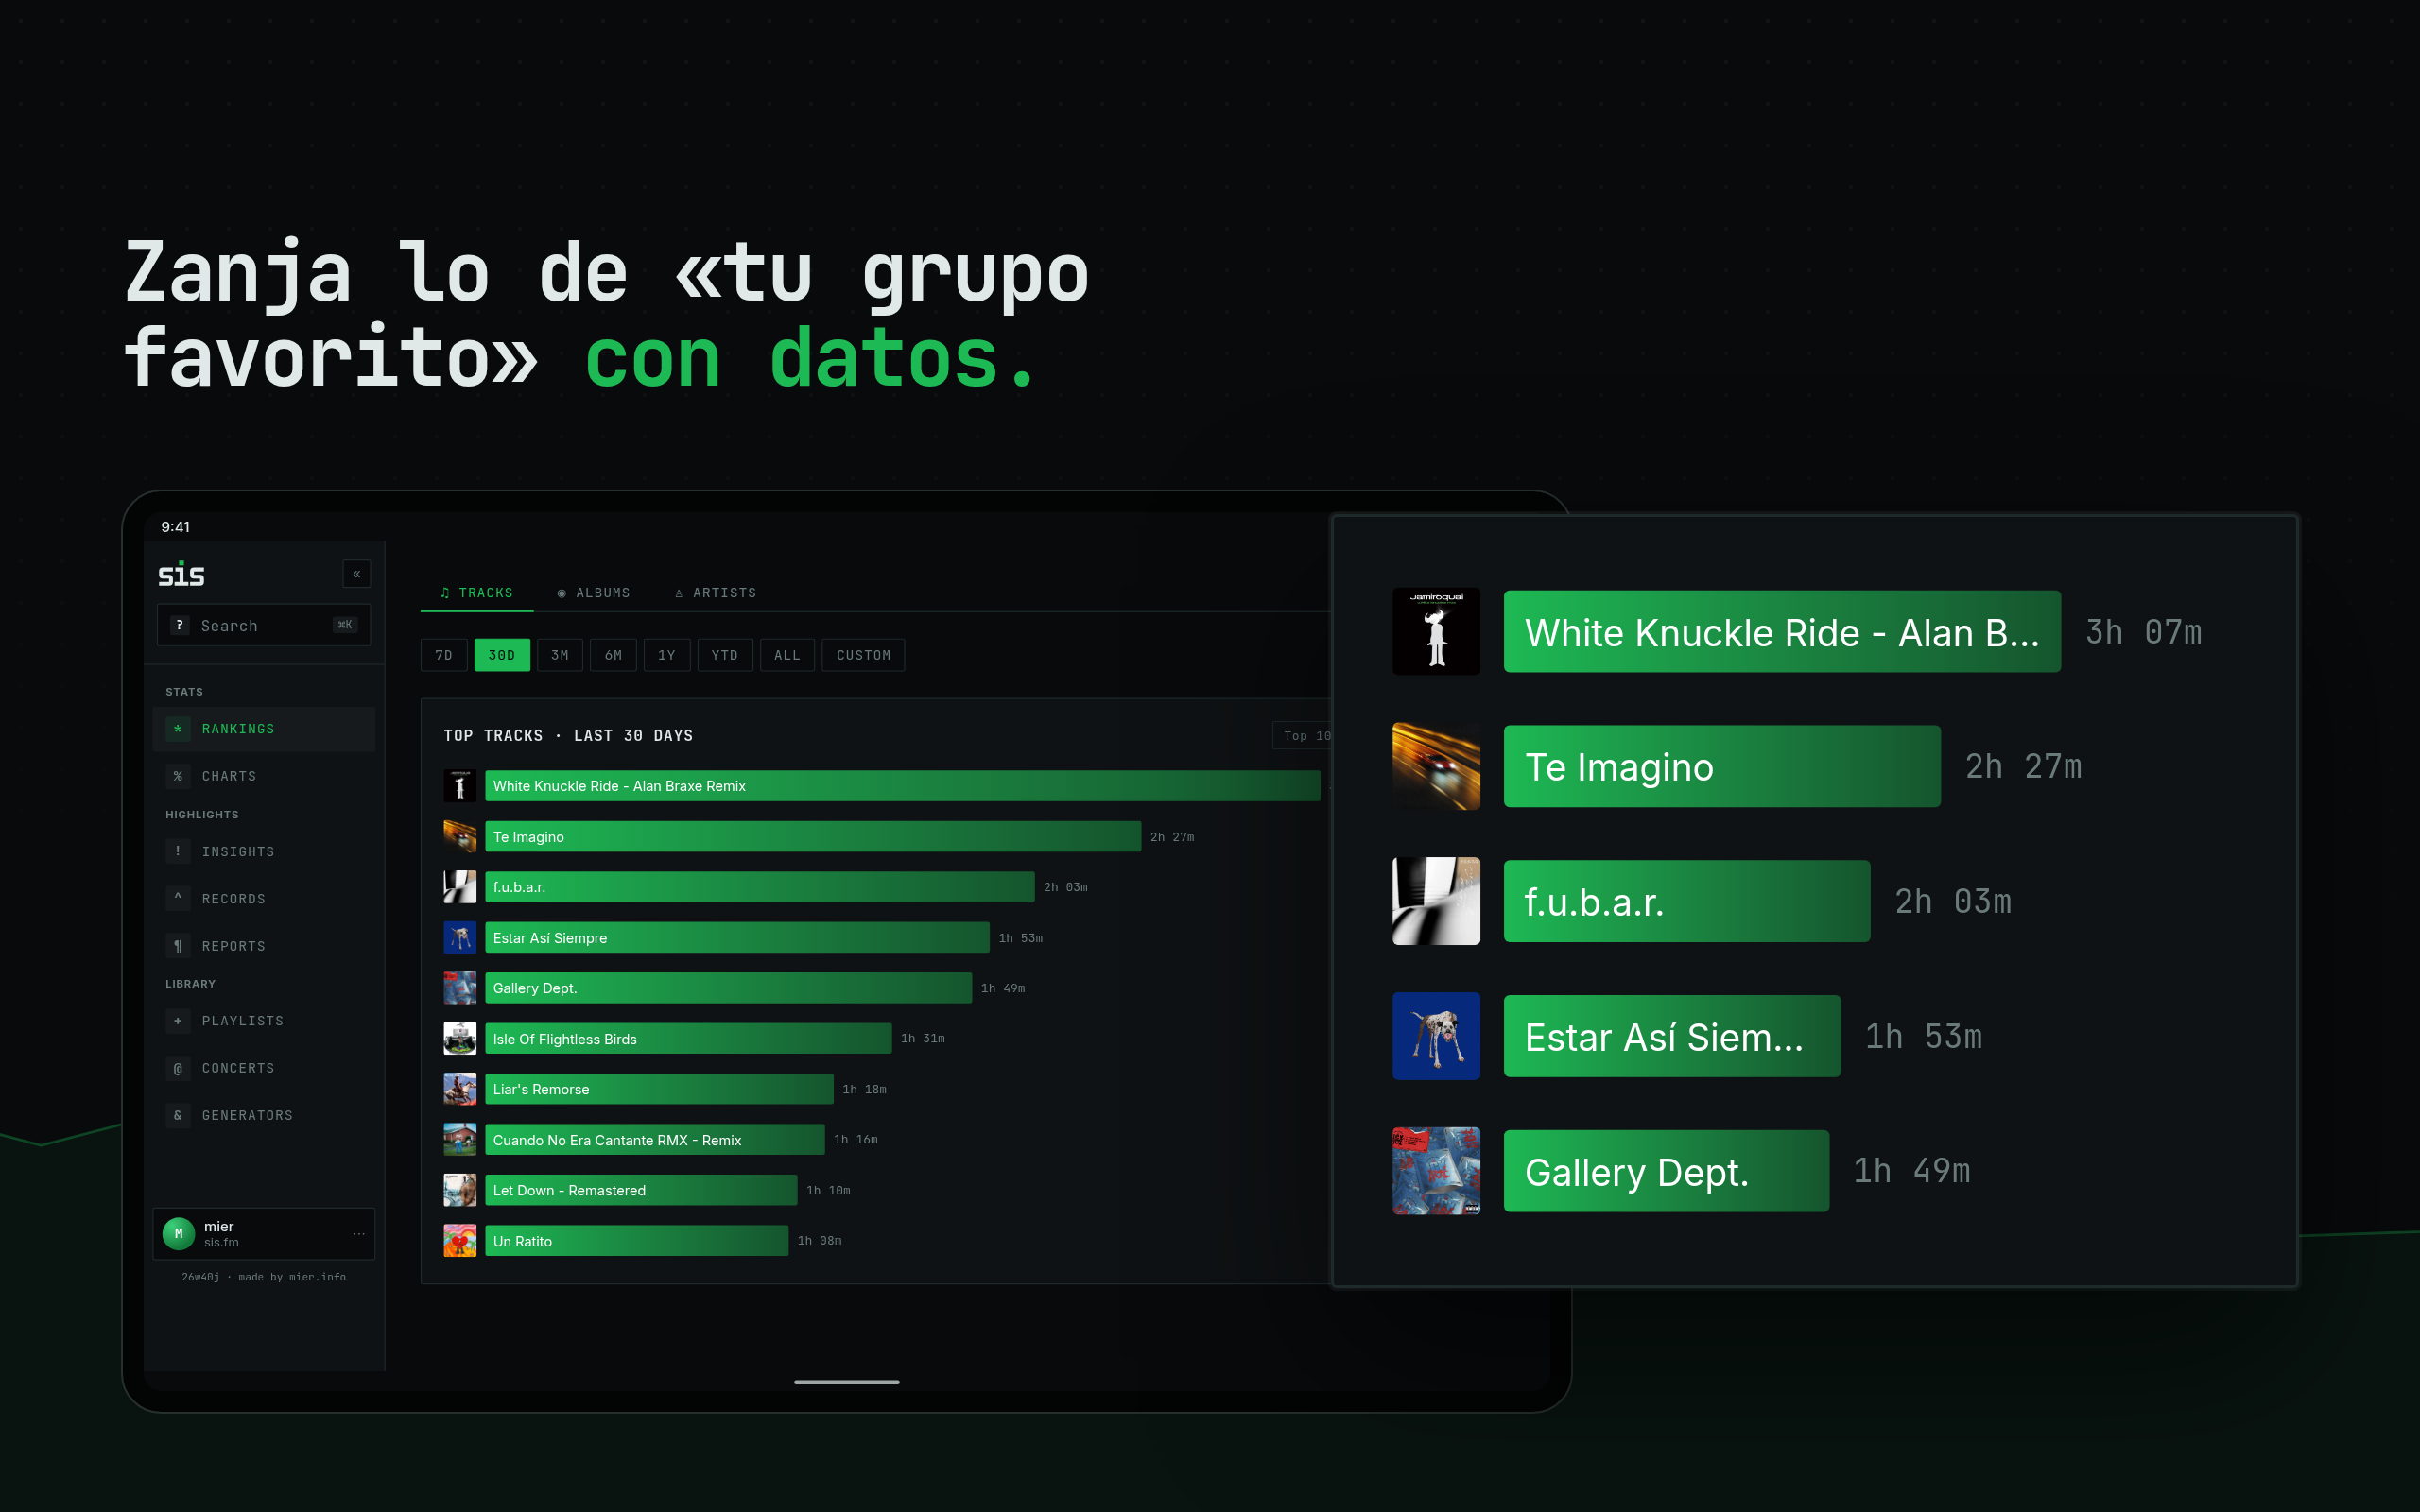 Zanja lo de «tu grupo
favorito» con datos.
9:41
sis
«
? Search ⌘K
STATS
* RANKINGS
% CHARTS
HIGHLIGHTS
! INSIGHTS
^ RECORDS
¶ REPORTS
LIBRARY
+ PLAYLISTS
@ CONCERTS
& GENERATORS
M mier
sis.fm
...
26w40j · made by mier.info
♫ TRACKS ◉ ALBUMS ♙ ARTISTS
7D 30D 3M 6M 1Y YTD ALL CUSTOM
TOP TRACKS · LAST 30 DAYS
Top 10
White Knuckle Ride - Alan Braxe Remix
Te Imagino 2h 27m
f.u.b.a.r. 2h 03m
Estar Así Siempre 1h 53m
Gallery Dept. 1h 49m
Isle Of Flightless Birds 1h 31m
Liar's Remorse 1h 18m
Cuando No Era Cantante RMX - Remix 1h 16m
Let Down - Remastered 1h 10m
Un Ratito 1h 08m
Jamiroquai
White Knuckle Ride - Alan B... 3h 07m
Te Imagino 2h 27m
f.u.b.a.r. 2h 03m
Estar Así Siem... 1h 53m
Gallery Dept. 1h 49m